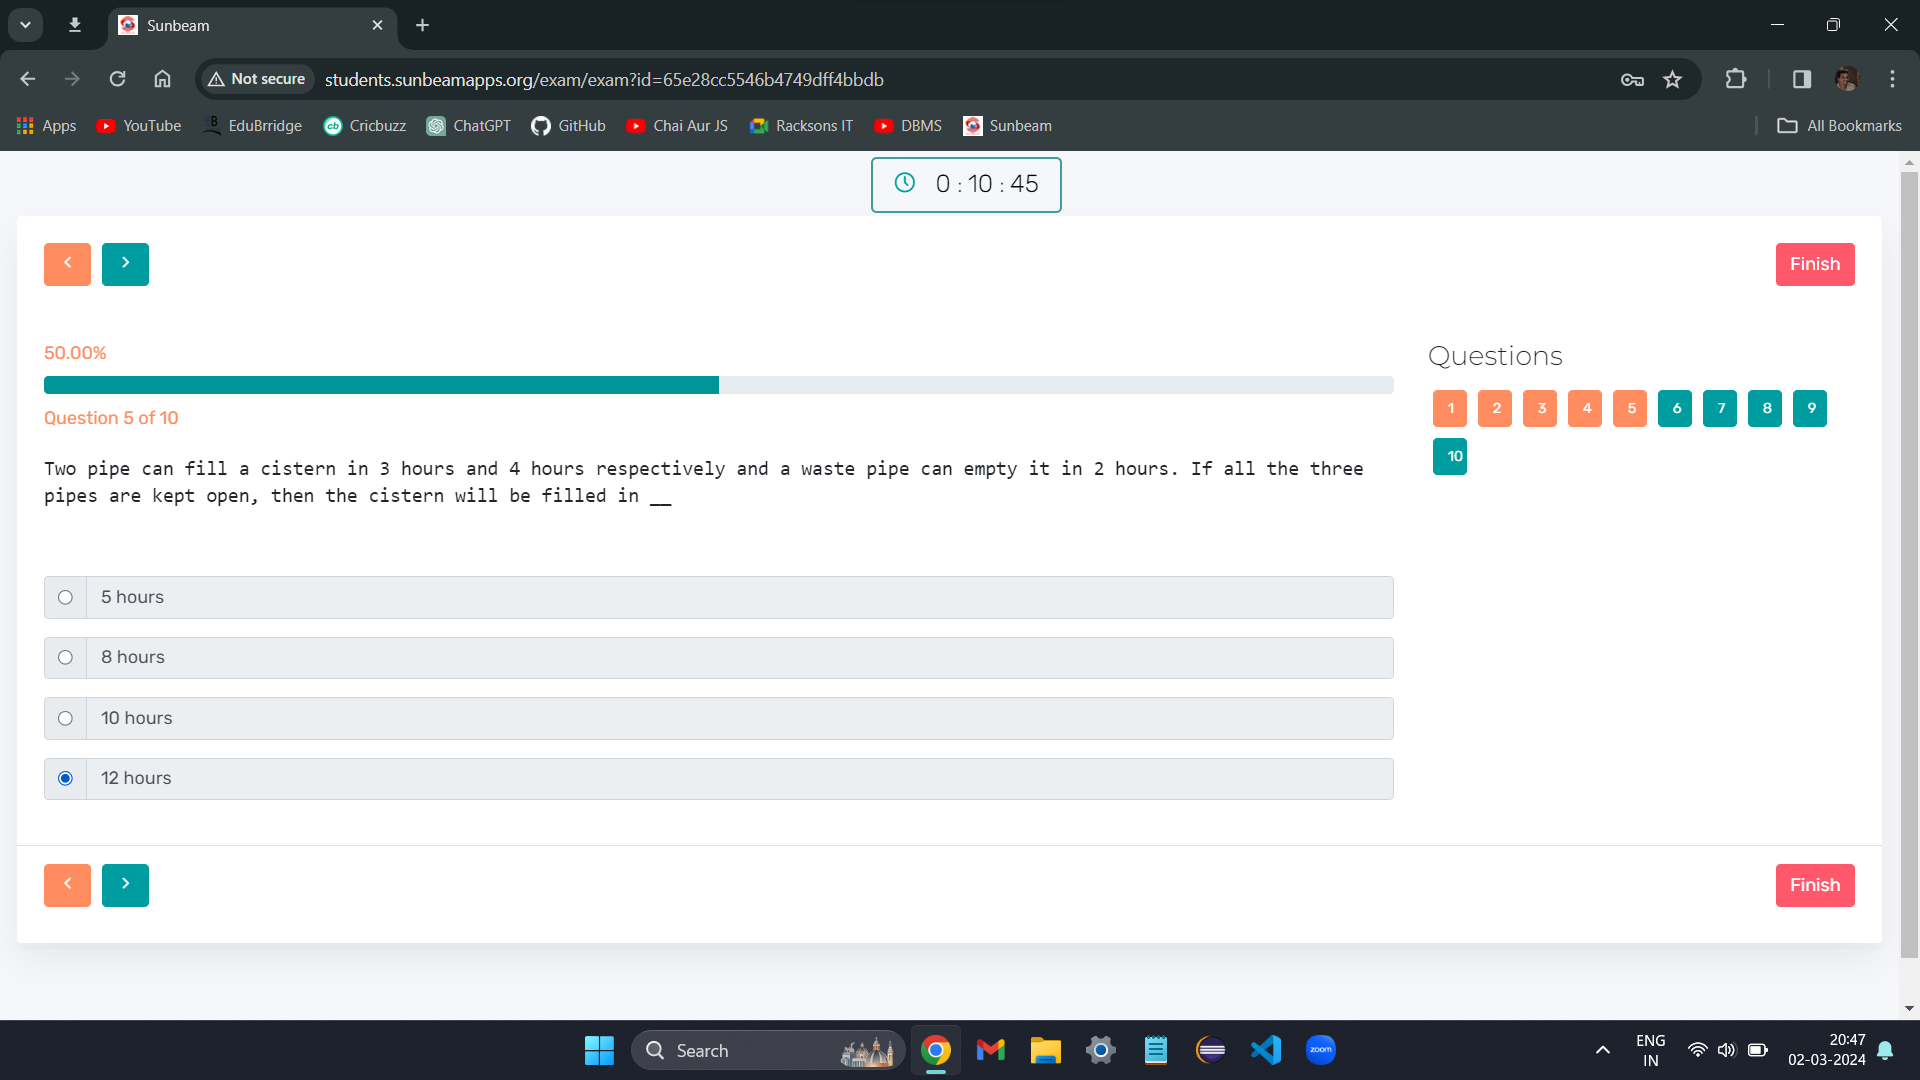 Sunbeam
Not secure
students.sunbeamapps.org/exam/exam?id=65e28cc5546b4749dff4bbdb
Apps YouTube EduBrridge Cricbuzz ChatGPT GitHub Chai Aur JS Racksons IT DBMS Sunbeam All Bookmarks
0 : 10 : 45
Finish
50.00%
Questions
1 2 3 4 5 6 7 8 9
10
Question 5 of 10
Two pipe can fill a cistern in 3 hours and 4 hours respectively and a waste pipe can empty it in 2 hours. If all the three
pipes are kept open, then the cistern will be filled in __
5 hours
8 hours
10 hours
12 hours
Finish
Search
zoom
ENG
IN
20:47
02-03-2024